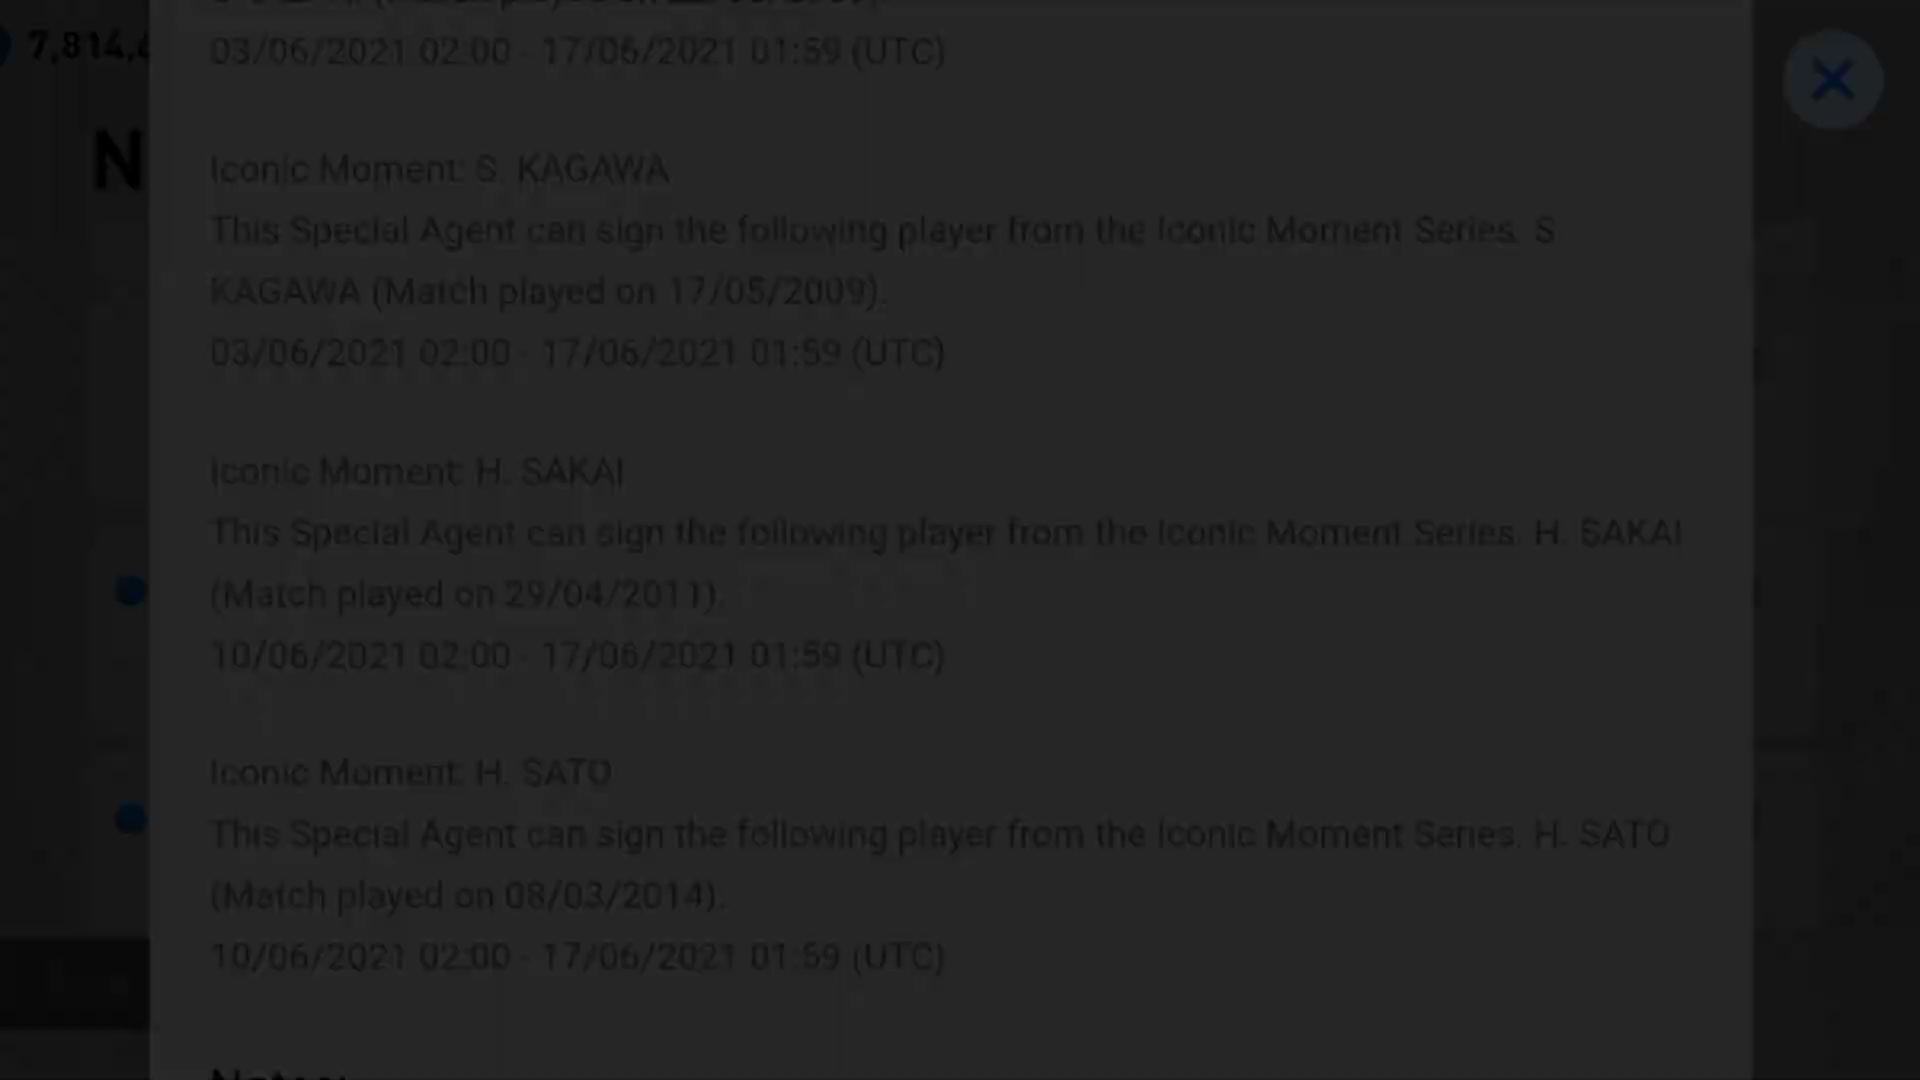 7,814,
03/06/2021 02:00 - 17/06/2021 01:59 (UTC)
N
Iconic Moment: S. KAGAWA
This Special Agent can sign the following player from the Iconic Moment Series. S
KAGAWA (Match played on 17/05/2009).
03/06/2021 02:00 - 17/06/2021 01:59 (UTC)
Iconic Moment: H. SAKAI
This Special Agent can sign the following player from the Iconic Moment Series. H. SAKAI
(Match played on 29/04/2011).
10/06/2021 02:00 - 17/06/2021 01:59 (UTC)
Iconic Moment: H. SATO
This Special Agent can sign the following player from the Iconic Moment Series. H. SATO
(Match played on 08/03/2014).
10/06/2021 02:00 - 17/06/2021 01:59 (UTC)